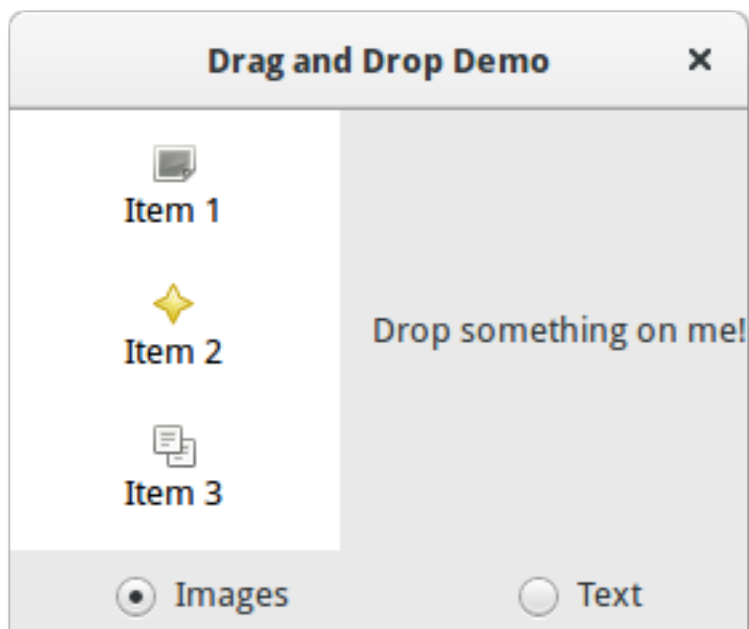 Drag and Drop Demo
Item 1
Item 2
Item 3
Drop something on me!
Images
Text